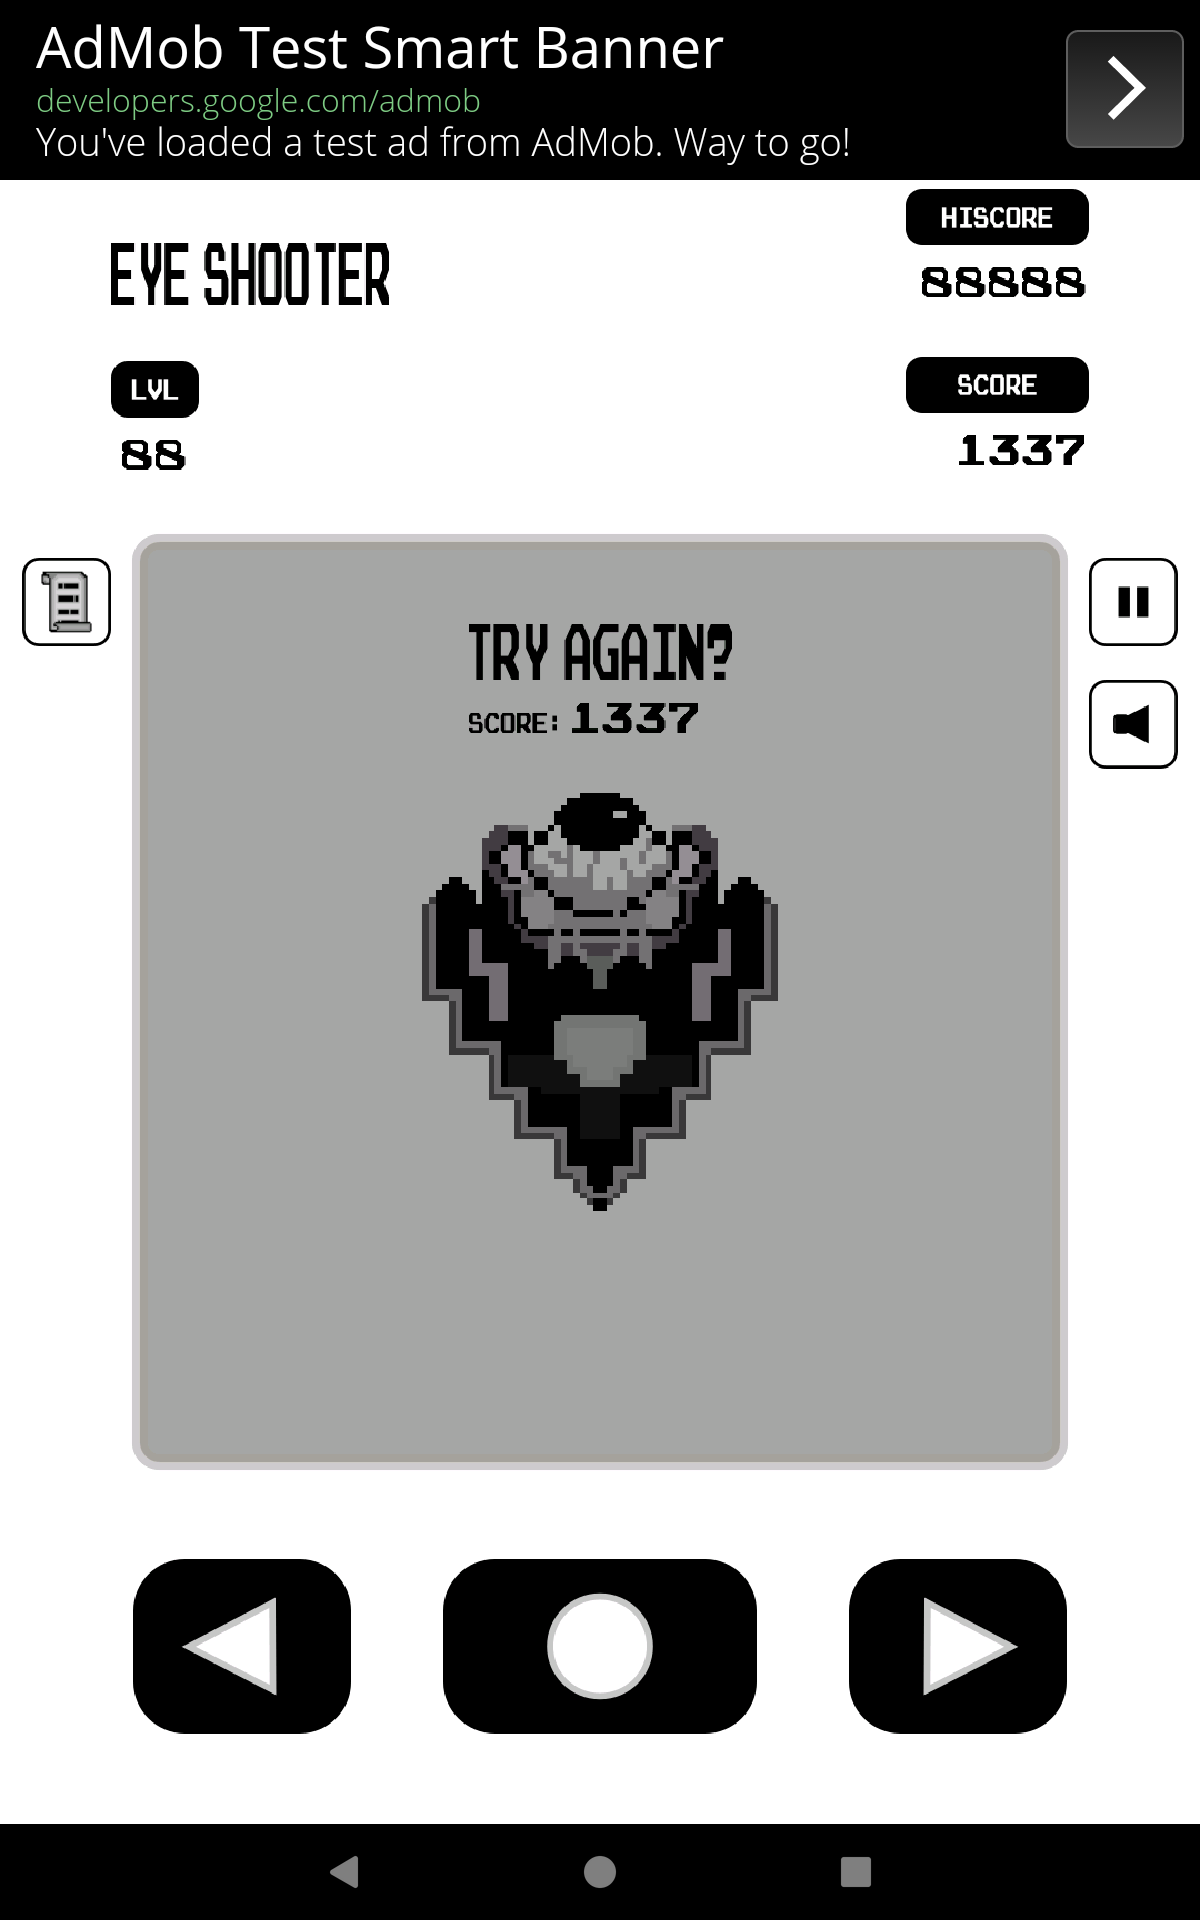 AdMob Test Smart Banner
developers.google.com/admob
You've loaded a test ad from AdMob. Way to go!
HISCORE
88888
EYE SHOOTER
LVL
88
SCORE
1337
TRY AGAIN?
SCORE: 1337